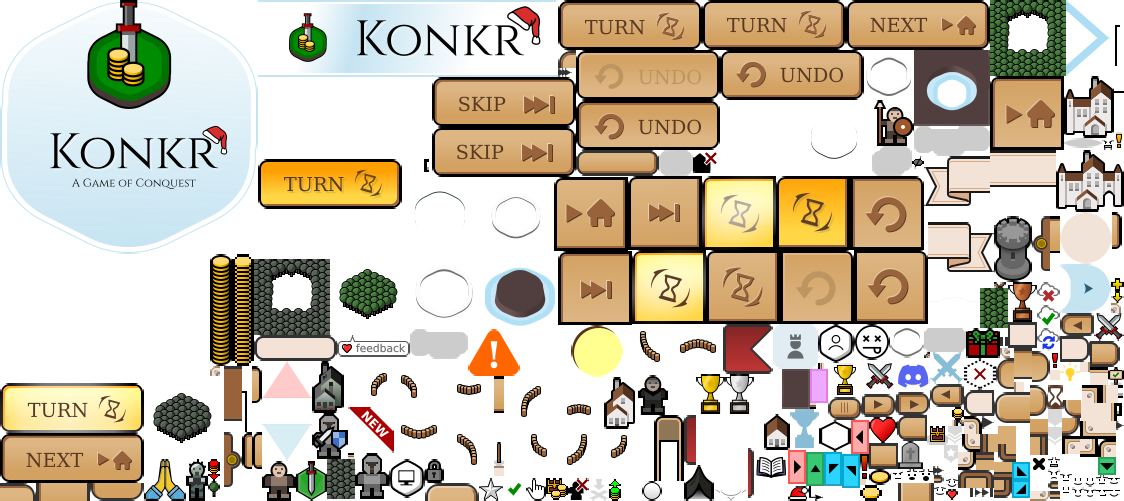 KONKR
A GAME OF CONQUEST
KONKR
TURN
TURN
NEXT
UNDO
UNDO
SKIP
UNDO
SKIP
TURN
feedback
NEW
TURN
NEXT